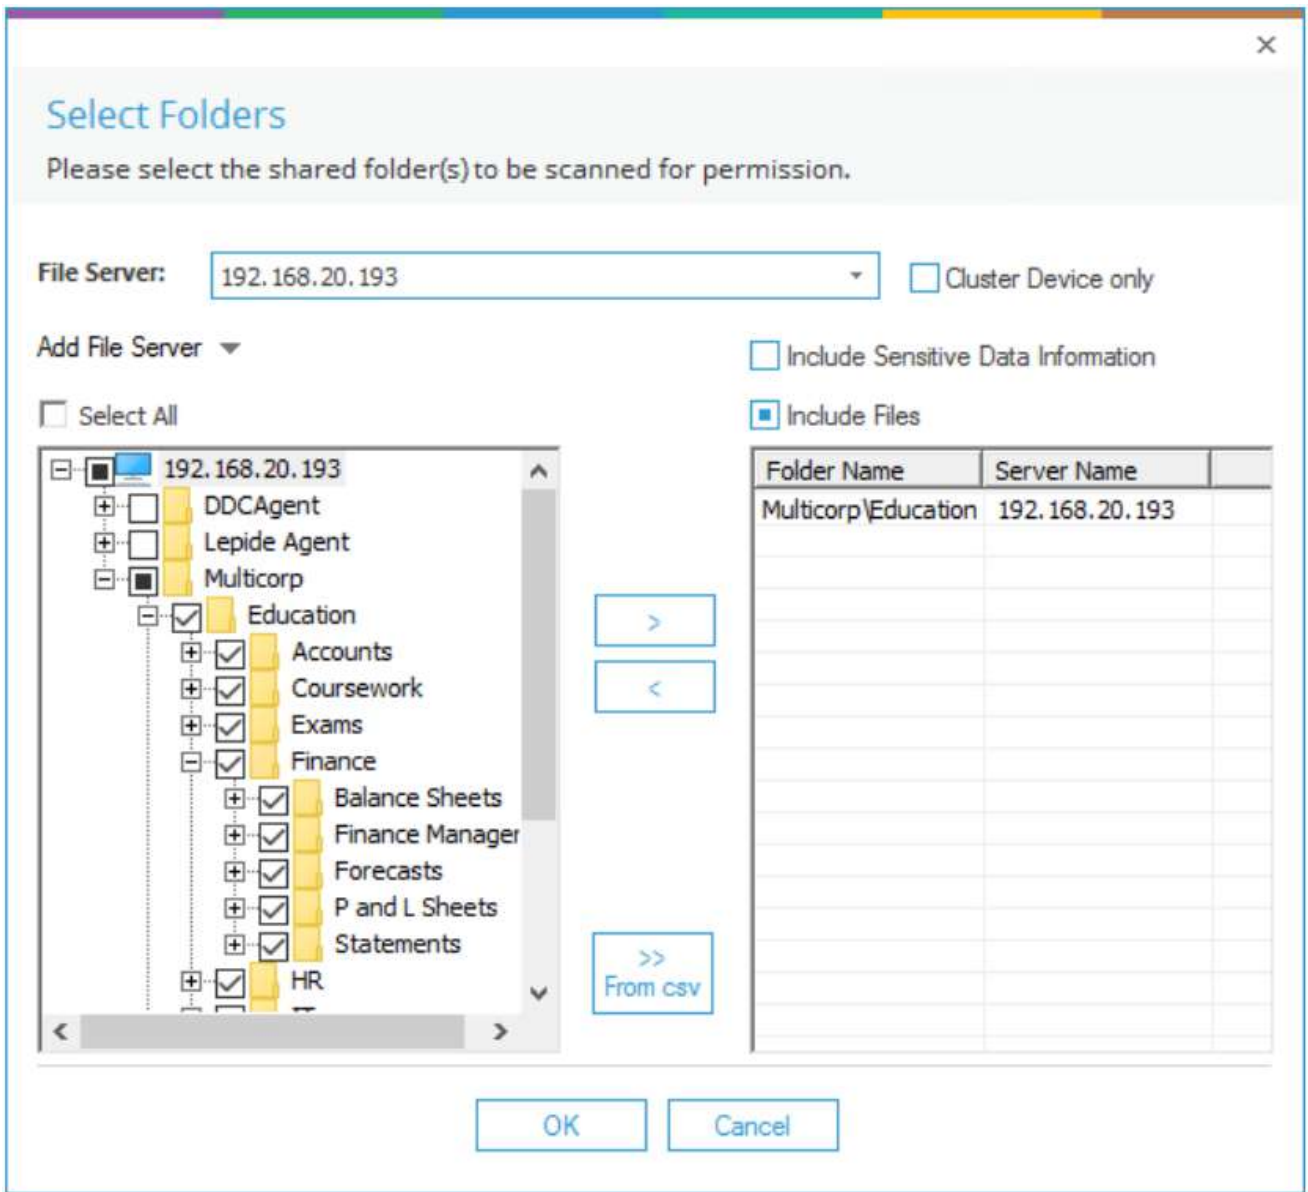 Select Folders
Please select the shared folder(s) to be scanned for permission.
File Server:
192.168.20.193
Cluster Device only
Add File Server
Include Sensitive Data Information
Select All
Include Files
192.168.20.193
DDCAgent
Lepide Agent
Multicorp
Education
Accounts
Coursework
Exams
Finance
Balance Sheets
Finance Manager
Forecasts
P and L Sheets
Statements
HR
>
<
>>
From csv
Folder Name Server Name
Multicorp\Education 192.168.20.193
OK Cancel